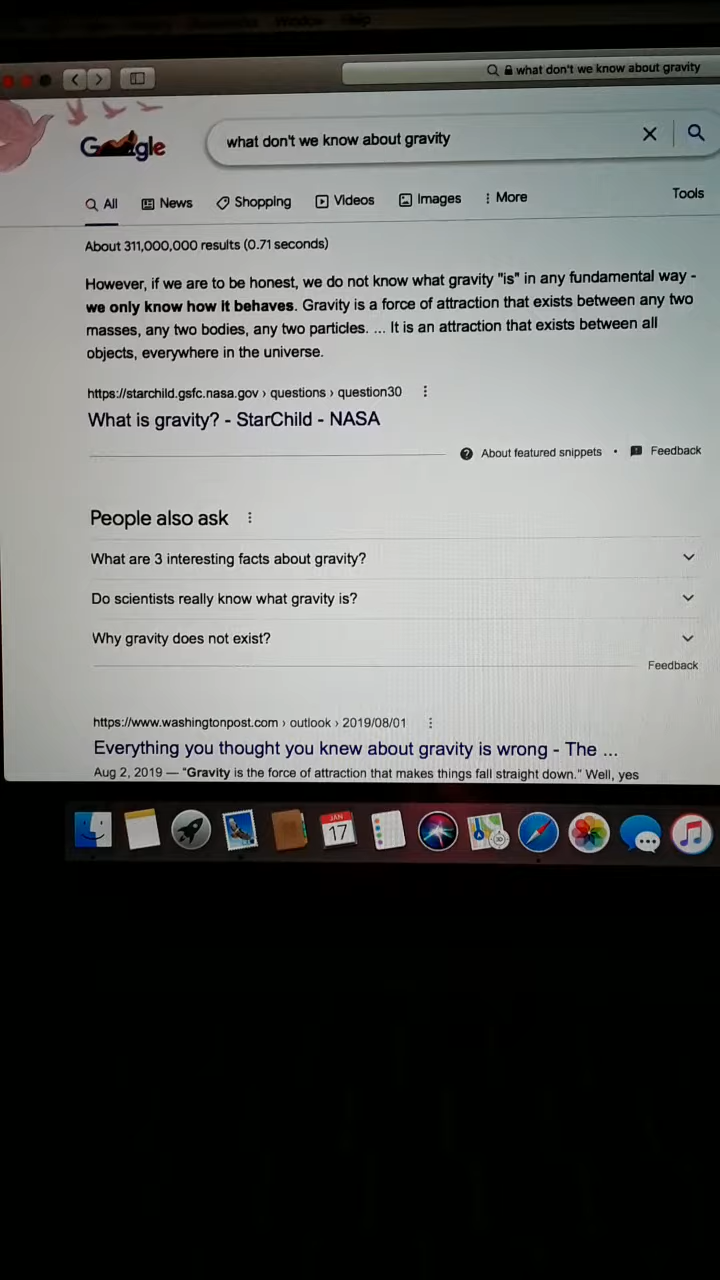 Window Help
what don't we know about gravity
Google
what don't we know about gravity
All News Shopping Videos Images More Tools
About 311,000,000 results (0.71 seconds)
However, if we are to be honest, we do not know what gravity "is" in any fundamental way -
we only know how it behaves. Gravity is a force of attraction that exists between any two
masses, any two bodies, any two particles. ... It is an attraction that exists between all
objects, everywhere in the universe.
https://starchild.gsfc.nasa.gov › questions › question30
What is gravity? - StarChild - NASA
About featured snippets • Feedback
People also ask
What are 3 interesting facts about gravity?
Do scientists really know what gravity is?
Why gravity does not exist?
Feedback
https://www.washingtonpost.com › outlook › 2019/08/01
Everything you thought you knew about gravity is wrong - The ...
Aug 2, 2019 — "Gravity is the force of attraction that makes things fall straight down." Well, yes
JAN
17